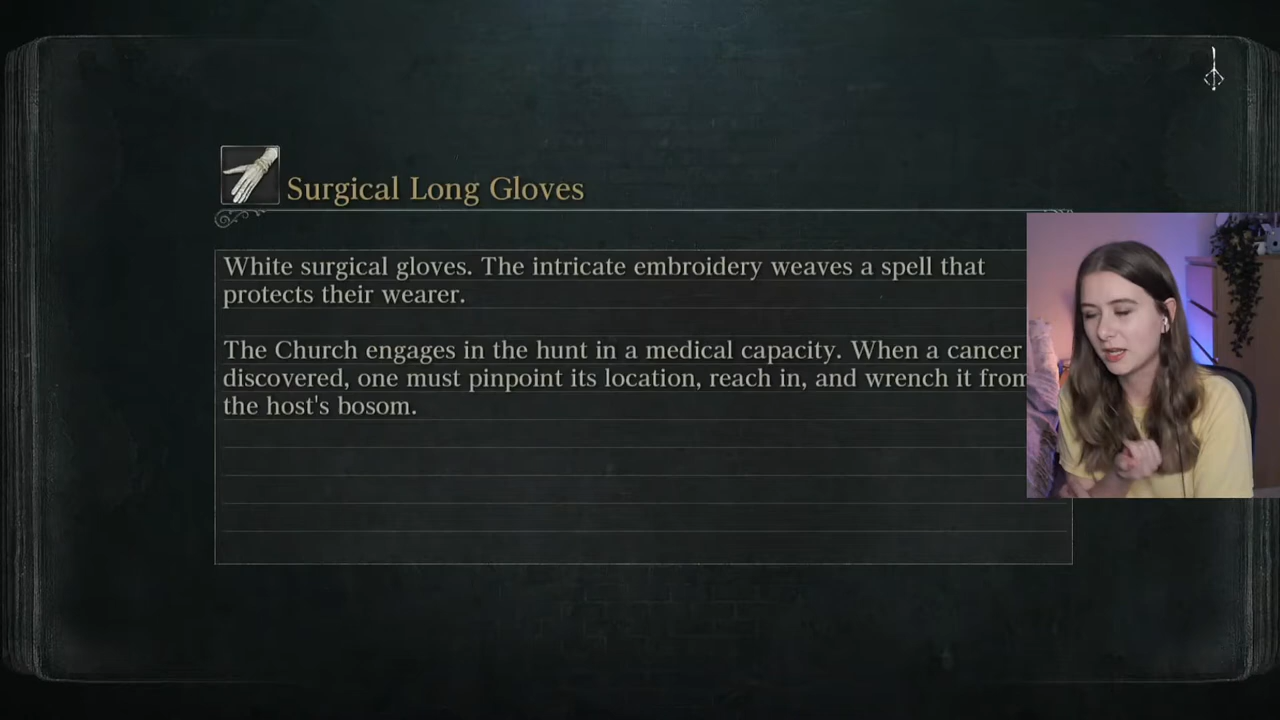 Surgical Long Gloves
White surgical gloves. The intricate embroidery weaves a spell that
protects their wearer.
The Church engages in the hunt in a medical capacity. When a cancer
discovered, one must pinpoint its location, reach in, and wrench it from
the host's bosom.